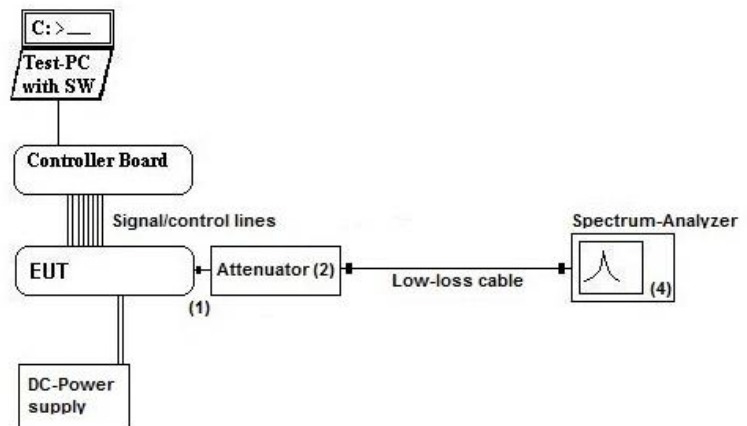 C:>__
Test-PC
with SW
Controller Board
Signal/control lines
Spectrum-Analyzer
EUT
Attenuator (2)
Low-loss cable
(4)
(1)
DC-Power
supply